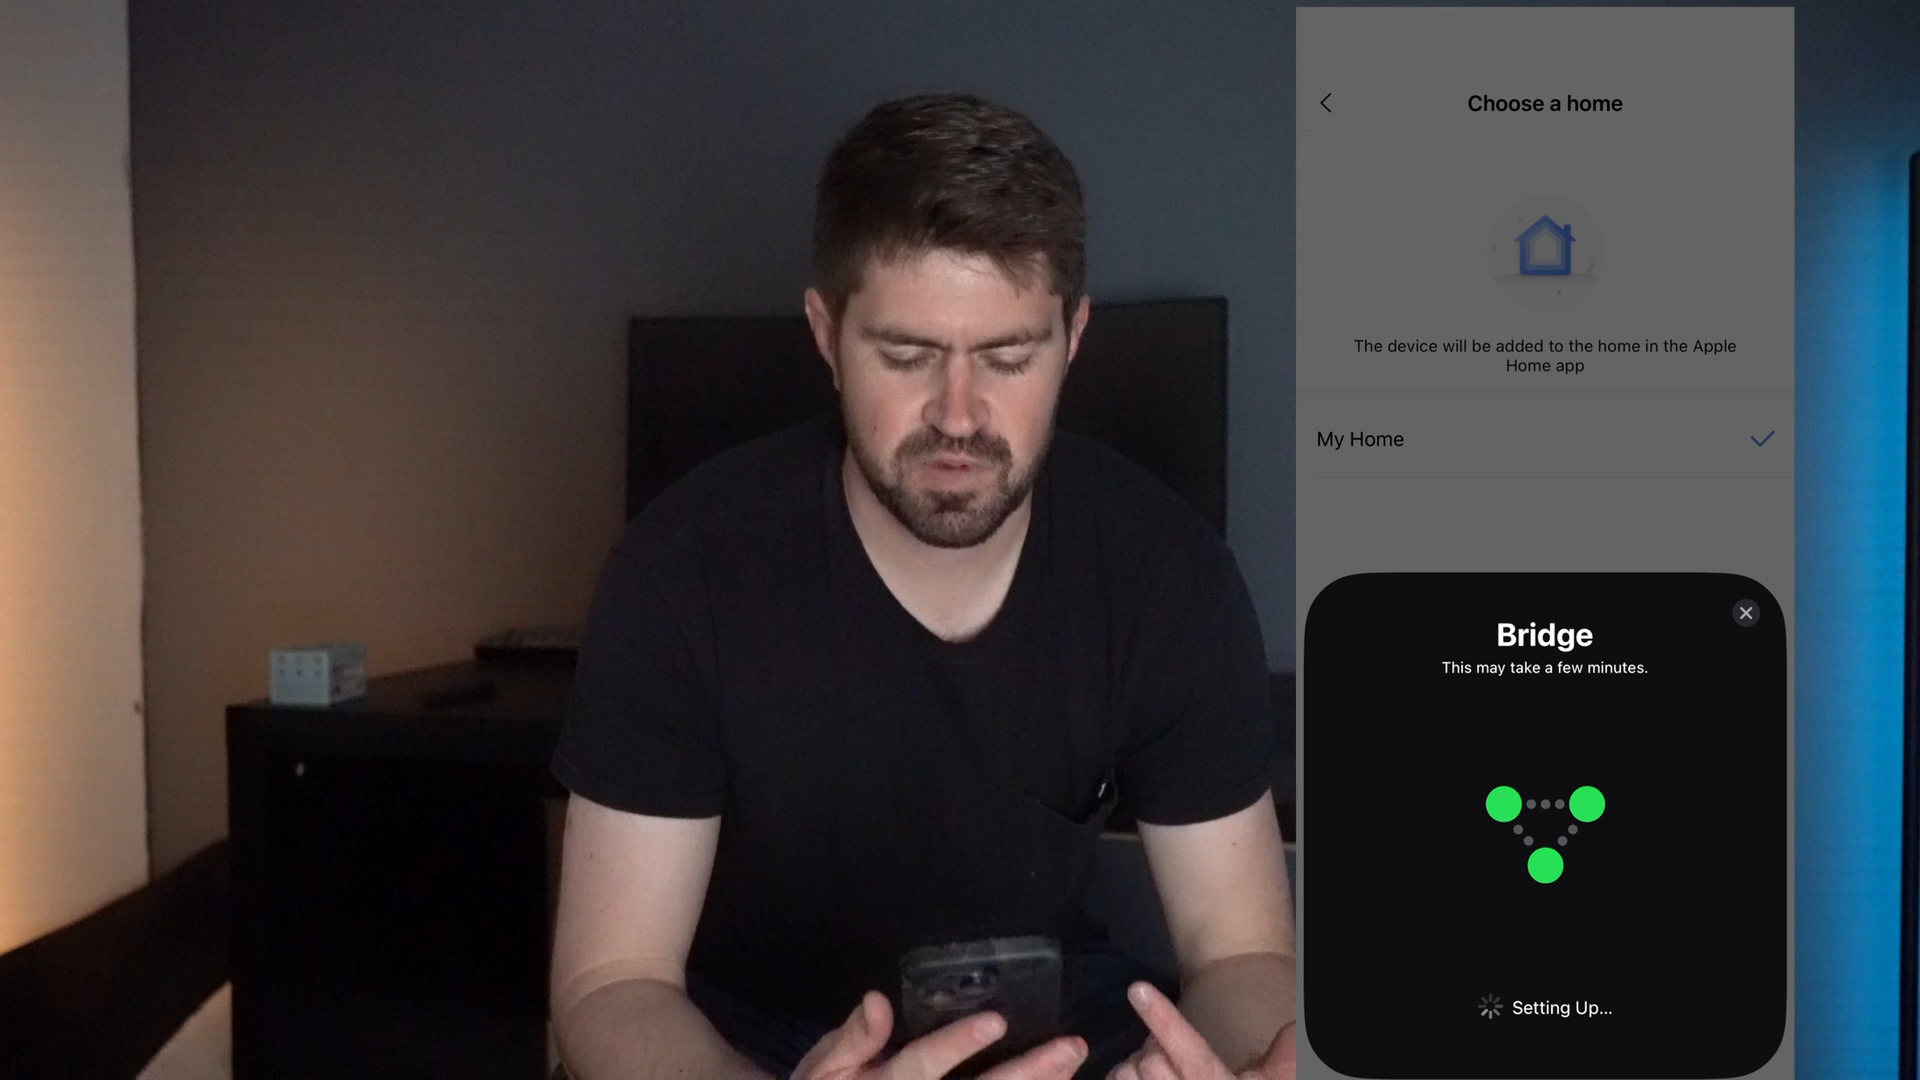 Choose a home
The device will be added to the home in the Apple
Home app
My Home
Bridge
This may take a few minutes.
Setting Up...